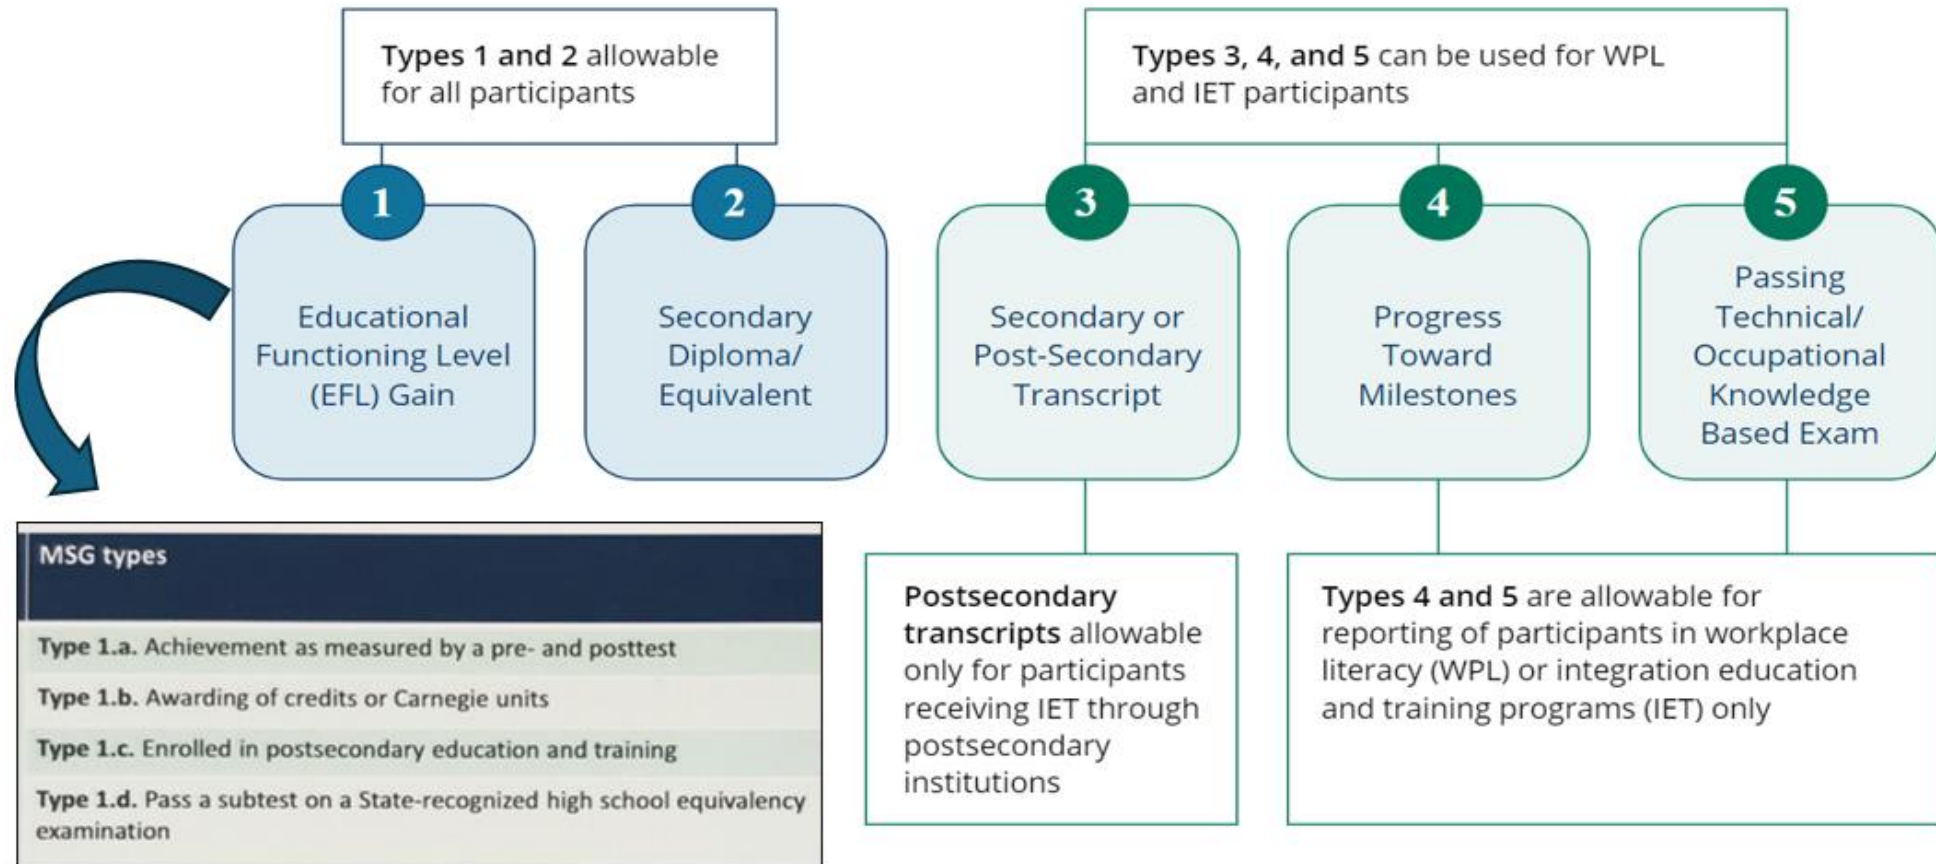 Types 1 and 2 allowable
for all participants
Types 3, 4, and 5 can be used for WPL
and IET participants
1
2
3
4
5
Educational
Functioning Level
(EFL) Gain
Secondary
Diploma/
Equivalent
Secondary or
Post-Secondary
Transcript
Progress
Toward
Milestones
Passing
Technical/
Occupational
Knowledge
Based Exam
MSG types
Type 1.a. Achievement as measured by a pre- and posttest
Type 1.b. Awarding of credits or Carnegie units
Type 1.c. Enrolled in postsecondary education and training
Type 1.d. Pass a subtest on a State-recognized high school equivalency
examination
Postsecondary
transcripts allowable
only for participants
receiving IET through
postsecondary
institutions
Types 4 and 5 are allowable for
reporting of participants in workplace
literacy (WPL) or integration education
and training programs (IET) only